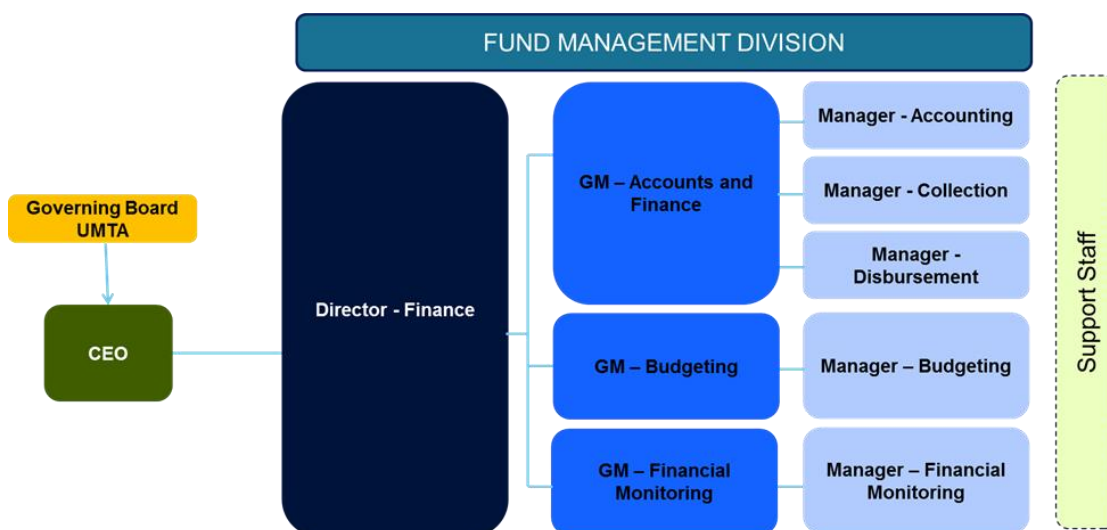 FUND MANAGEMENT DIVISION
Governing Board
UMTA
CEO
Director - Finance
GM – Accounts and
Finance
GM – Budgeting
GM – Financial
Monitoring
Manager - Accounting
Manager - Collection
Manager -
Disbursement
Manager – Budgeting
Manager – Financial
Monitoring
Support Staff